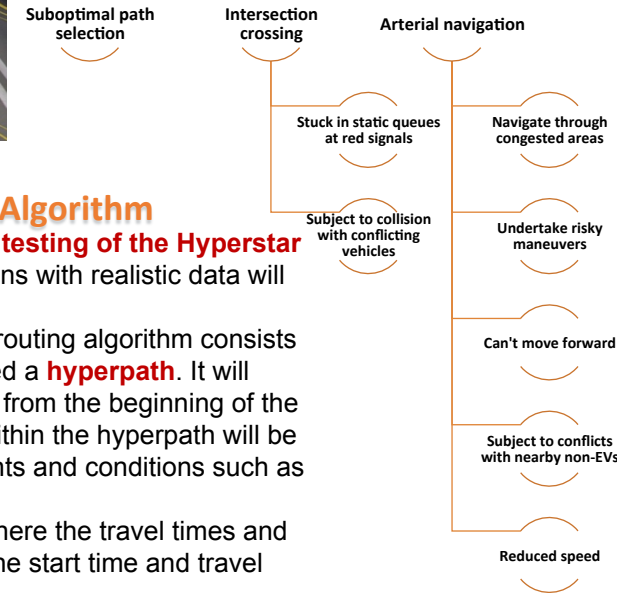 Suboptimal path
selection
Intersection
crossing
Arterial navigation
Stuck in static queues
at red signals
Subject to collision
with conflicting
vehicles
Navigate through
congested areas
Undertake risky
maneuvers
Can't move forward
Subject to conflicts
with nearby non-EVs
Reduced speed
Algorithm
testing of the Hyperstar
ns with realistic data will
routing algorithm consists
ed a hyperpath. It will
from the beginning of the
ithin the hyperpath will be
nts and conditions such as
here the travel times and
he start time and travel